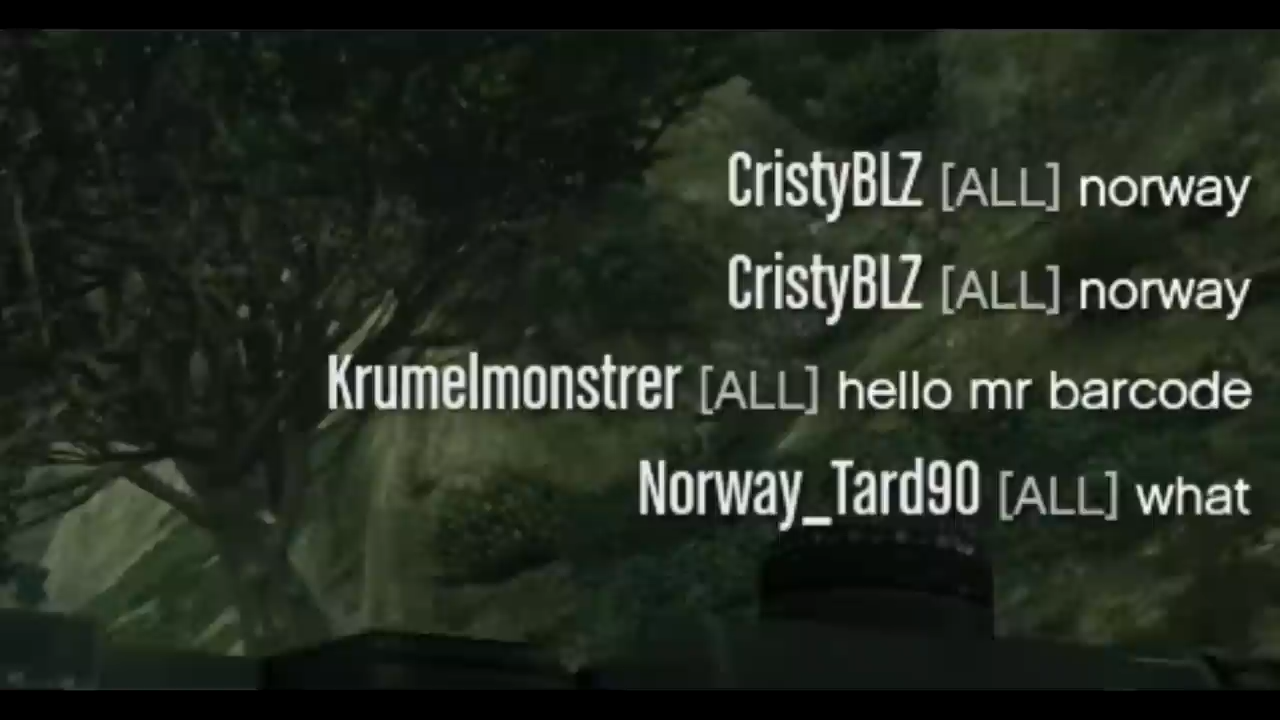 CristyBLZ [ALL] norway
CristyBLZ [ALL] norway
Krumelmonstrer [ALL] hello mr barcode
Norway_Tard90 [ALL] what